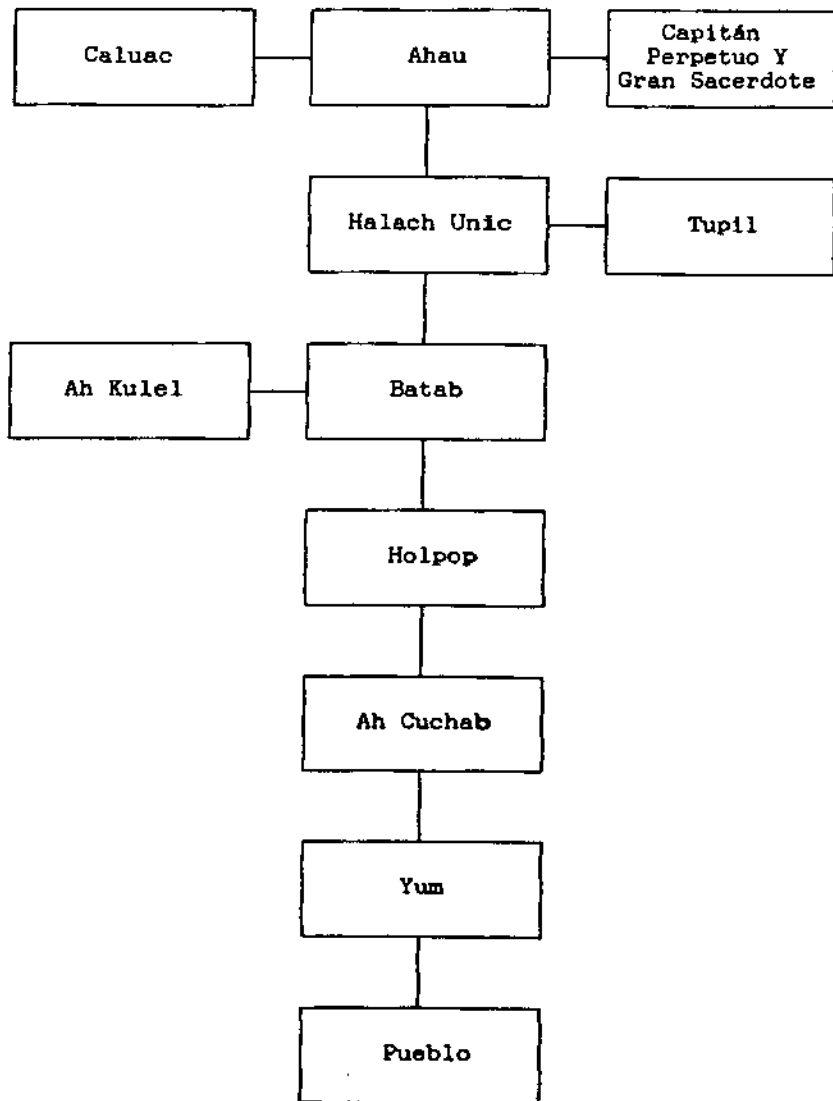 Caluac
Ahau
Capitán
Perpetuo Y
Gran Sacerdote
Halach Unic
Tupil
Ah Kulel
Batab
Holpop
Ah Cuchab
Yum
Pueblo